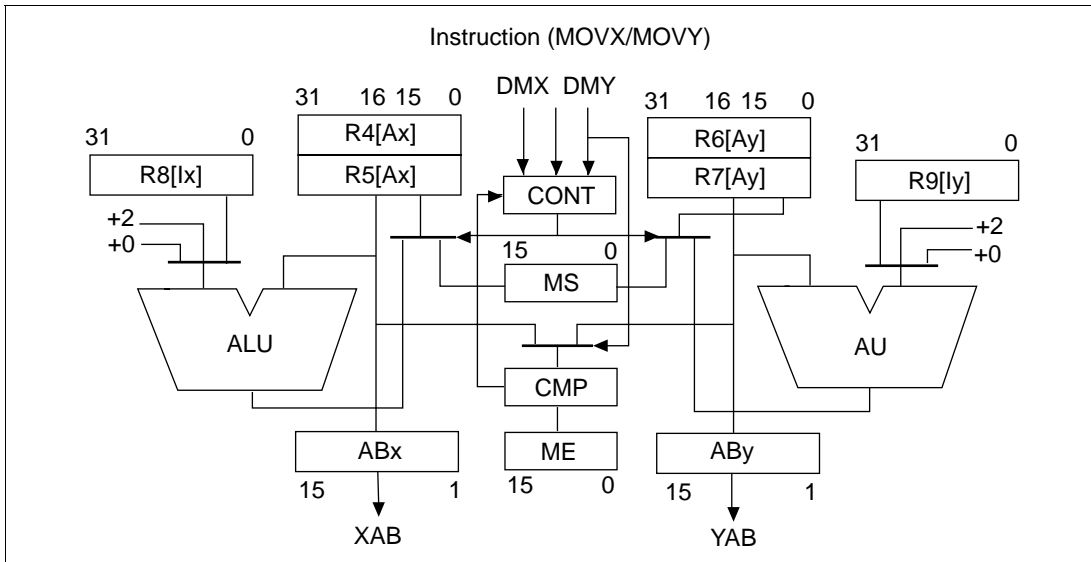 Instruction (MOVX/MOVY)
DMX DMY
31 16 15 0
31 16 15 0
R4[Ax]
R6[Ay]
31 0
31 0
R8[Ix]
R5[Ax]
CONT
R7[Ay]
R9[Iy]
+2
+0
+2
+0
15 0
MS
ALU
AU
CMP
ABx
ME
ABy
15 1
15 0
15 1
XAB
YAB